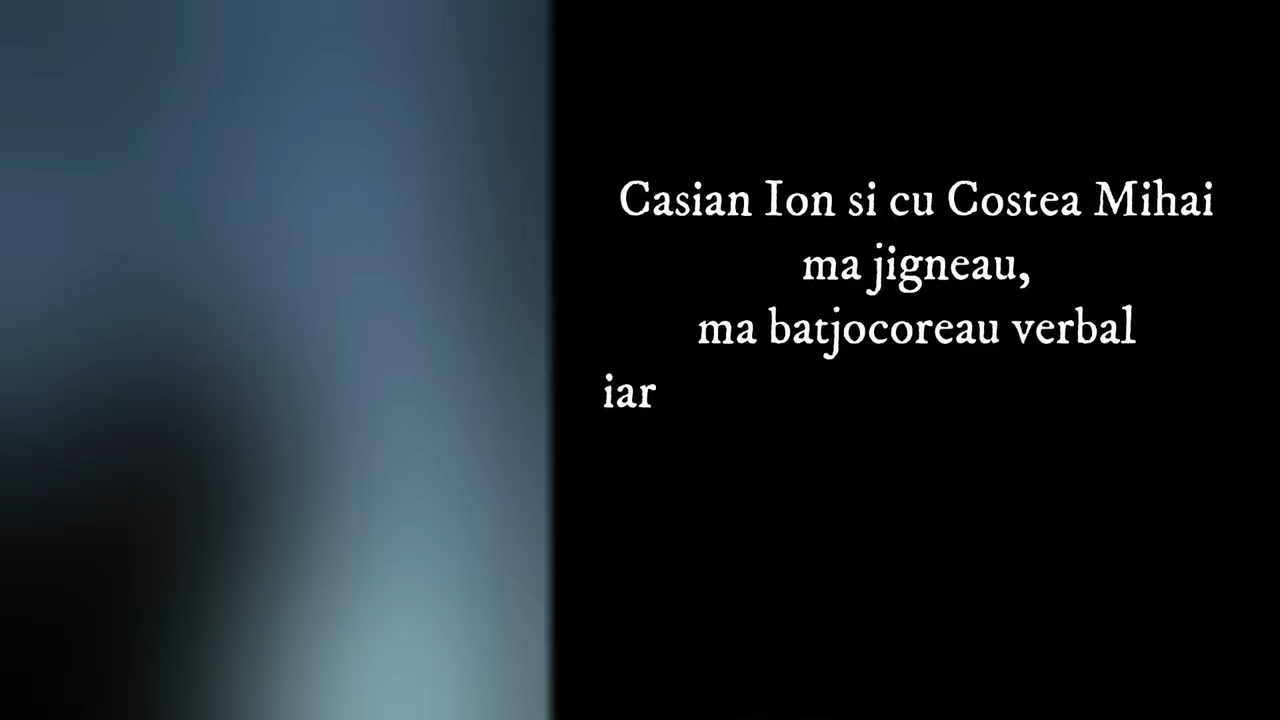 Casian Ion si cu Costea Mihai
ma jigneau,
ma batjocoreau verbal
iar